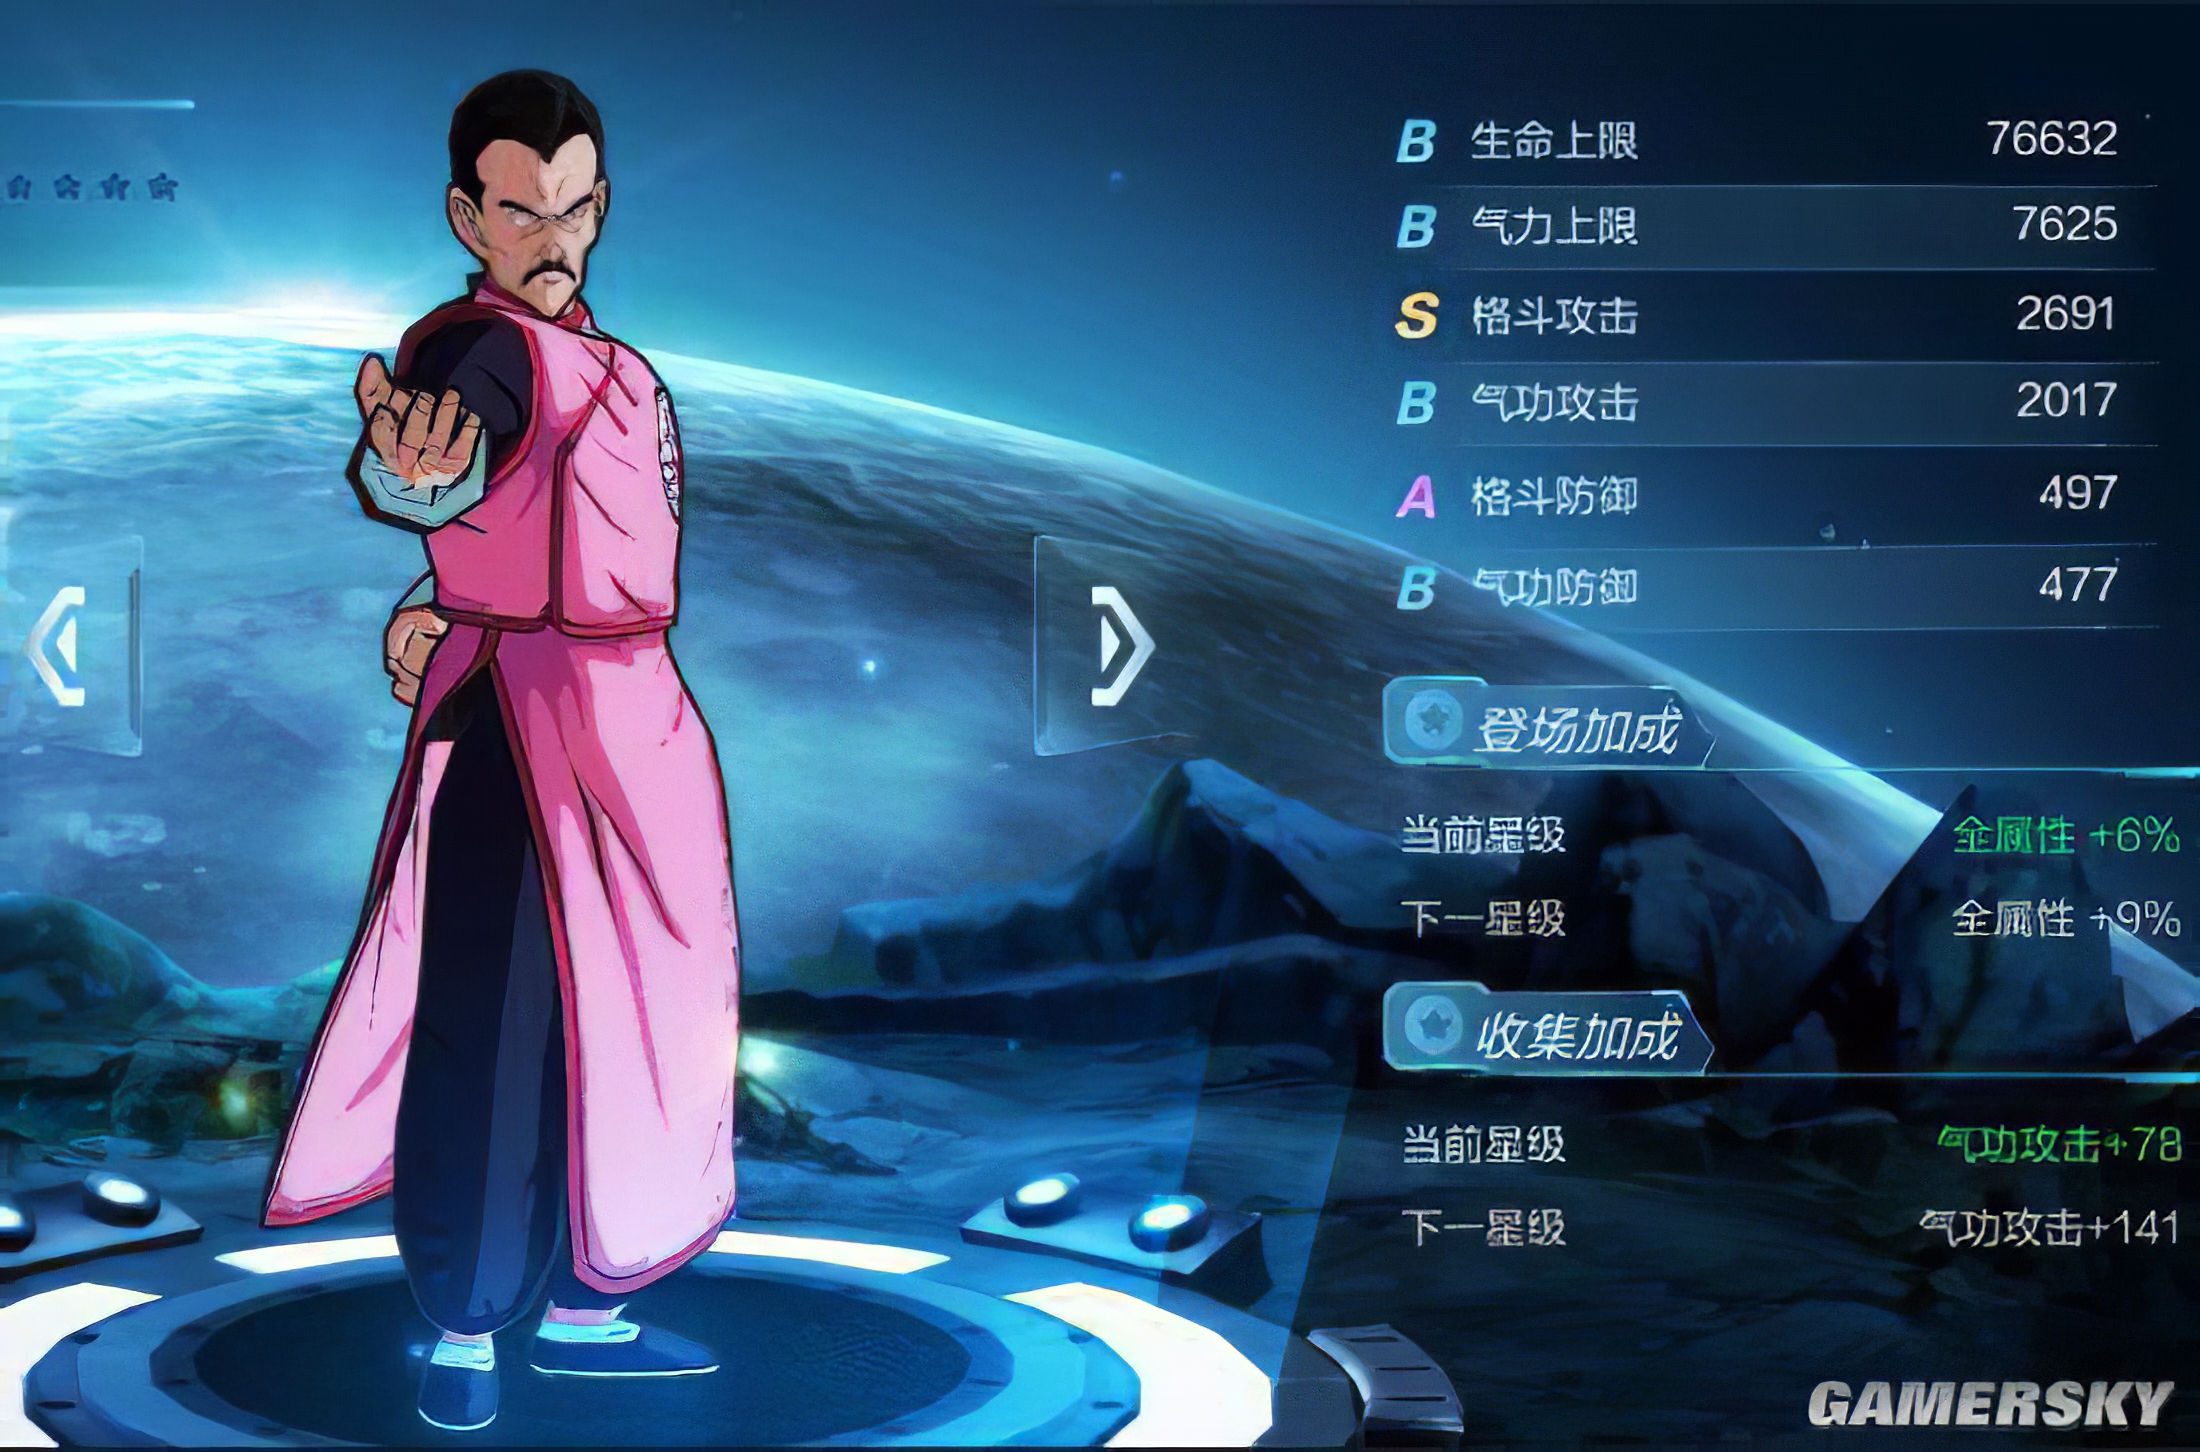 B 生命上限 76632
B 气力上限 7625
S 格斗攻击 2691
B 气功攻击 2017
A 格斗防御 497
B 气功防御 477
登场加成
当前星级 全属性 +6%
下一星级 全属性 +9%
收集加成
当前星级 气功攻击+78
下一星级 气功攻击+141
GAMERSKY